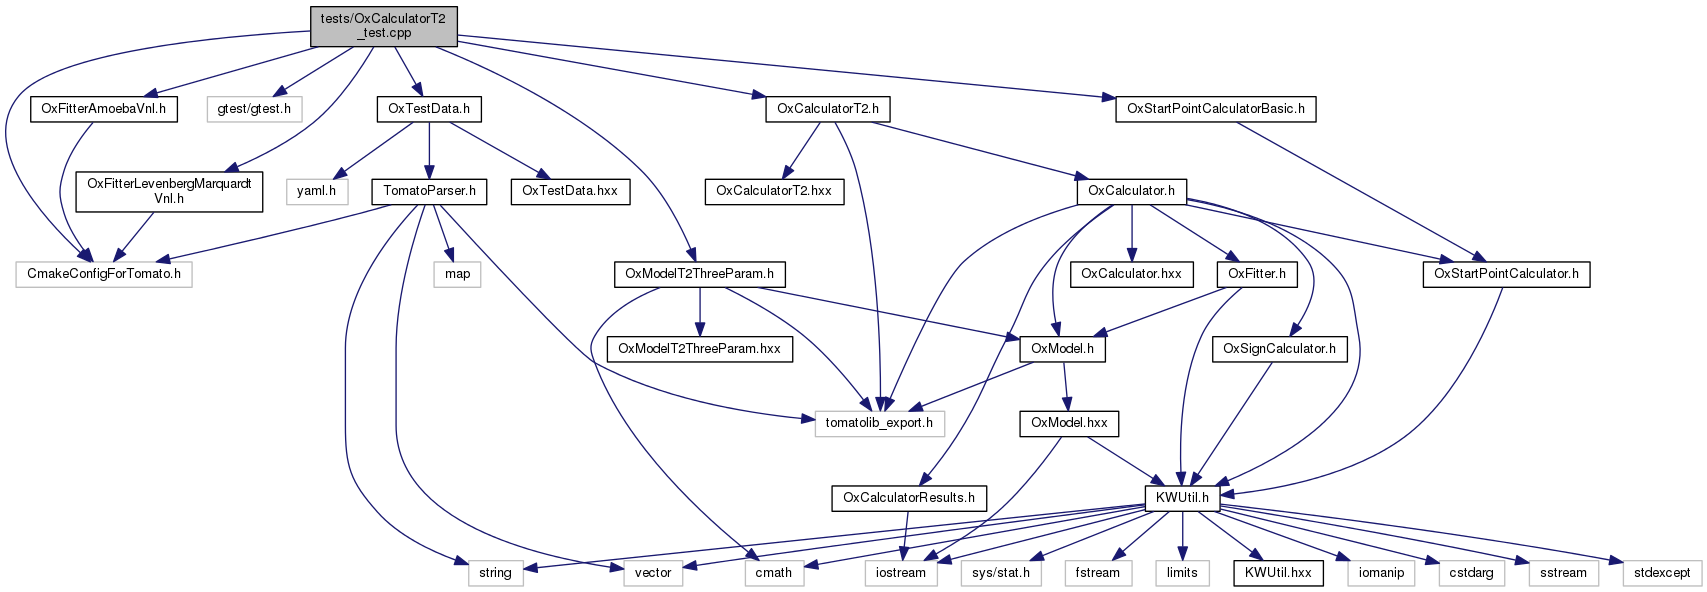 tests/OxCalculatorT2
_test.cpp
OxFitterAmoebaVnl.h
gtest/gtest.h
OxTestData.h
OxCalculatorT2.h
OxStartPointCalculatorBasic.h
OxFitterLevenbergMarquardt
Vnl.h
yaml.h
TomatoParser.h
OxTestData.hxx
OxCalculatorT2.hxx
OxCalculator.h
CmakeConfigForTomato.h
map
OxModelT2ThreeParam.h
OxCalculator.hxx
OxFitter.h
OxStartPointCalculator.h
OxModelT2ThreeParam.hxx
OxModel.h
OxSignCalculator.h
tomatolib_export.h
OxModel.hxx
OxCalculatorResults.h
KWUtil.h
string
vector
cmath
iostream
sys/stat.h
fstream
limits
KWUtil.hxx
iomanip
cstdarg
sstream
stdexcept